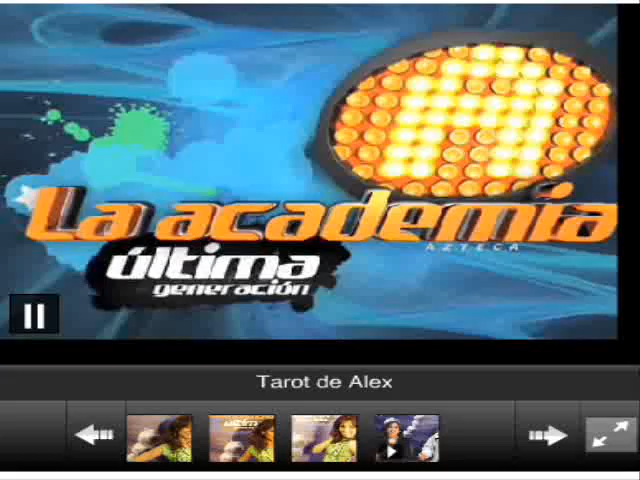 La academia
AZTECA
última
generación
Tarot de Alex